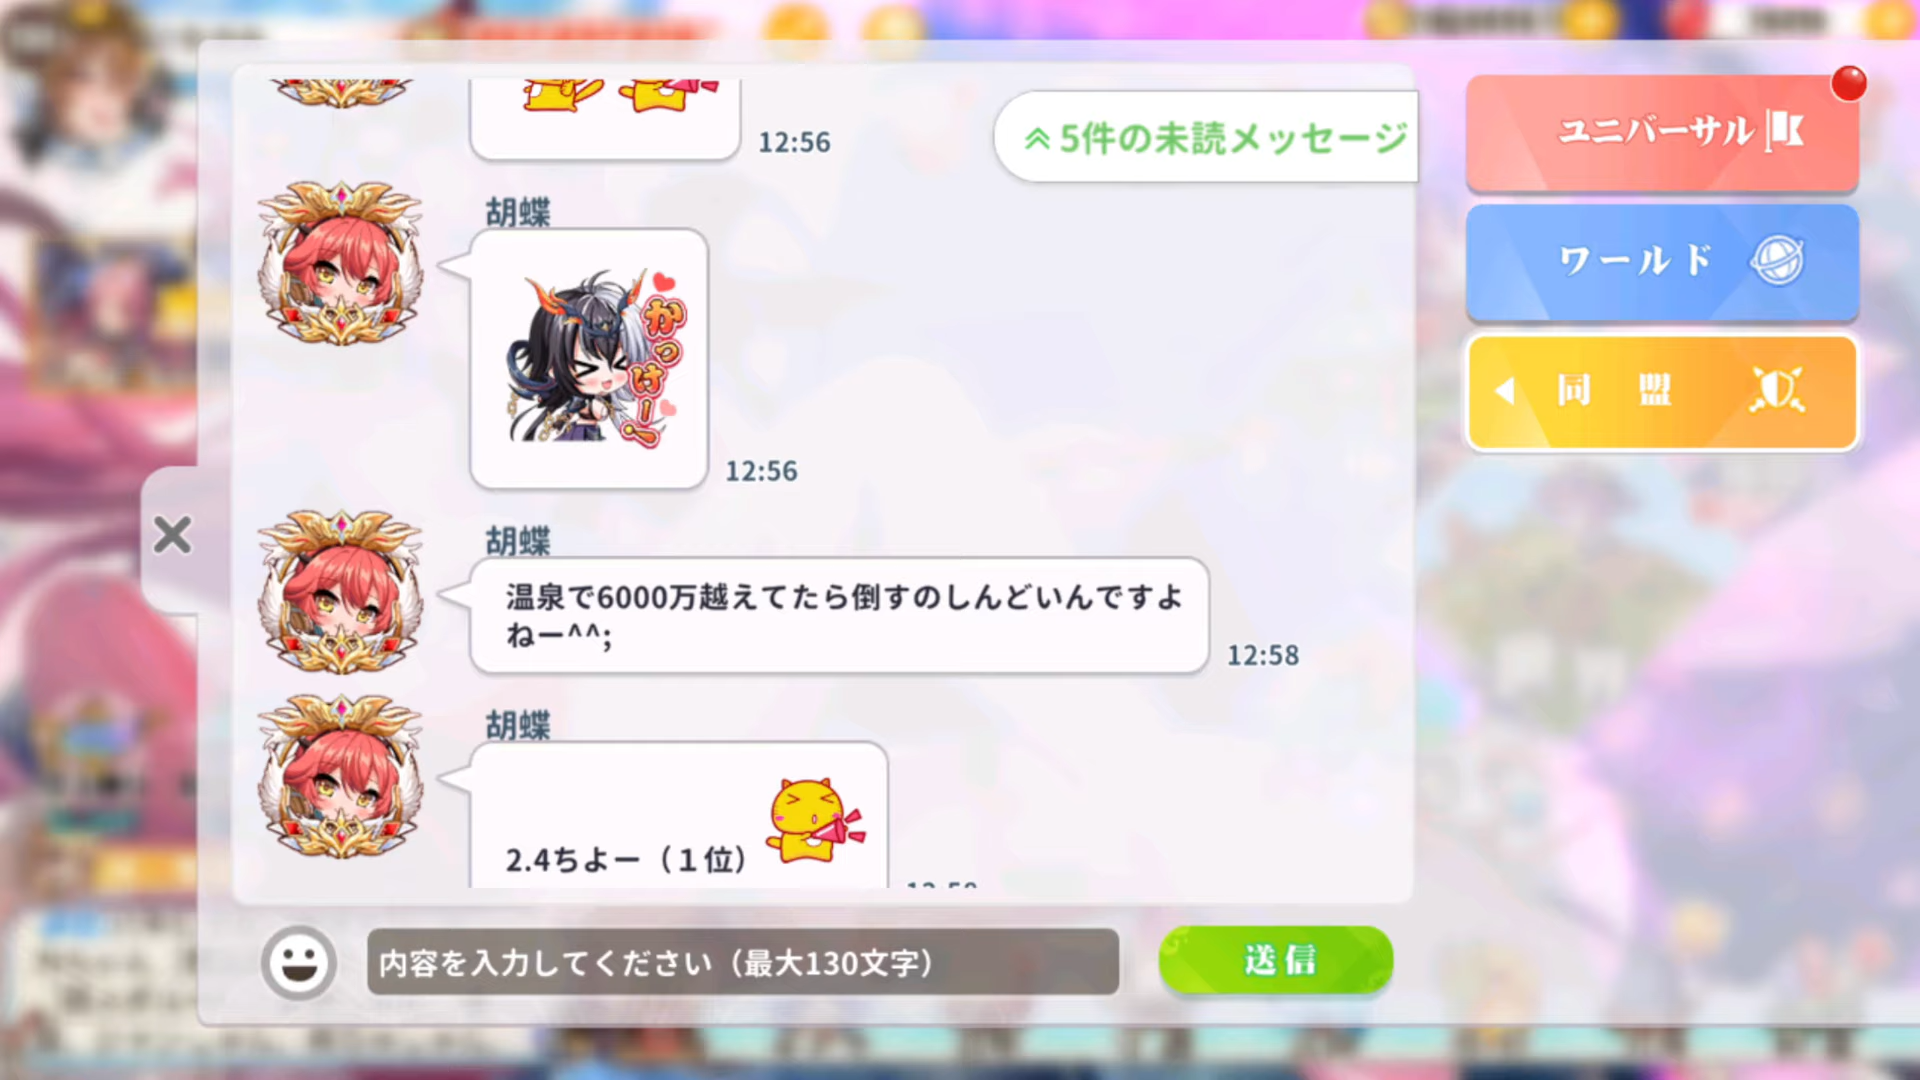 12:56
5件の未読メッセージ
胡蝶
かっけー!
12:56
胡蝶
温泉で6000万越えてたら倒すのしんどいんですよ
ねー^^;
12:58
胡蝶
2.4ちよー（１位）
内容を入力してください（最大130文字）
送信
ユニバーサル
ワールド
同盟